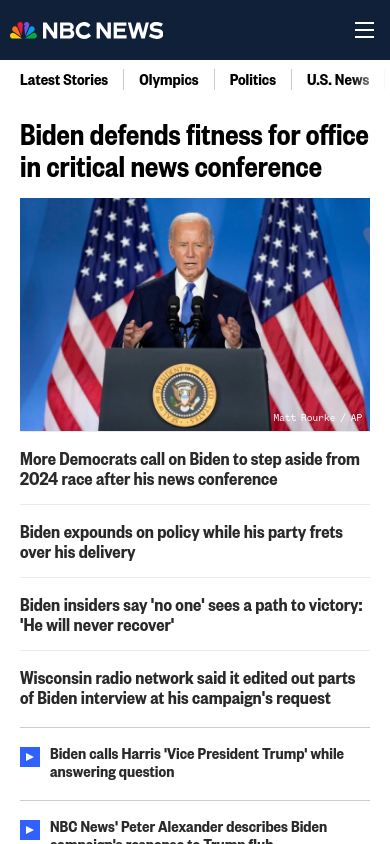 NBC NEWS
Latest Stories
Olympics
Politics
U.S. News
Biden defends fitness for office
in critical news conference
Matt Rourke / AP
More Democrats call on Biden to step aside from
2024 race after his news conference
Biden expounds on policy while his party frets
over his delivery
Biden insiders say 'no one' sees a path to victory:
'He will never recover'
Wisconsin radio network said it edited out parts
of Biden interview at his campaign's request
Biden calls Harris 'Vice President Trump' while
answering question
NBC News' Peter Alexander describes Biden
campaign's response to Trump flub